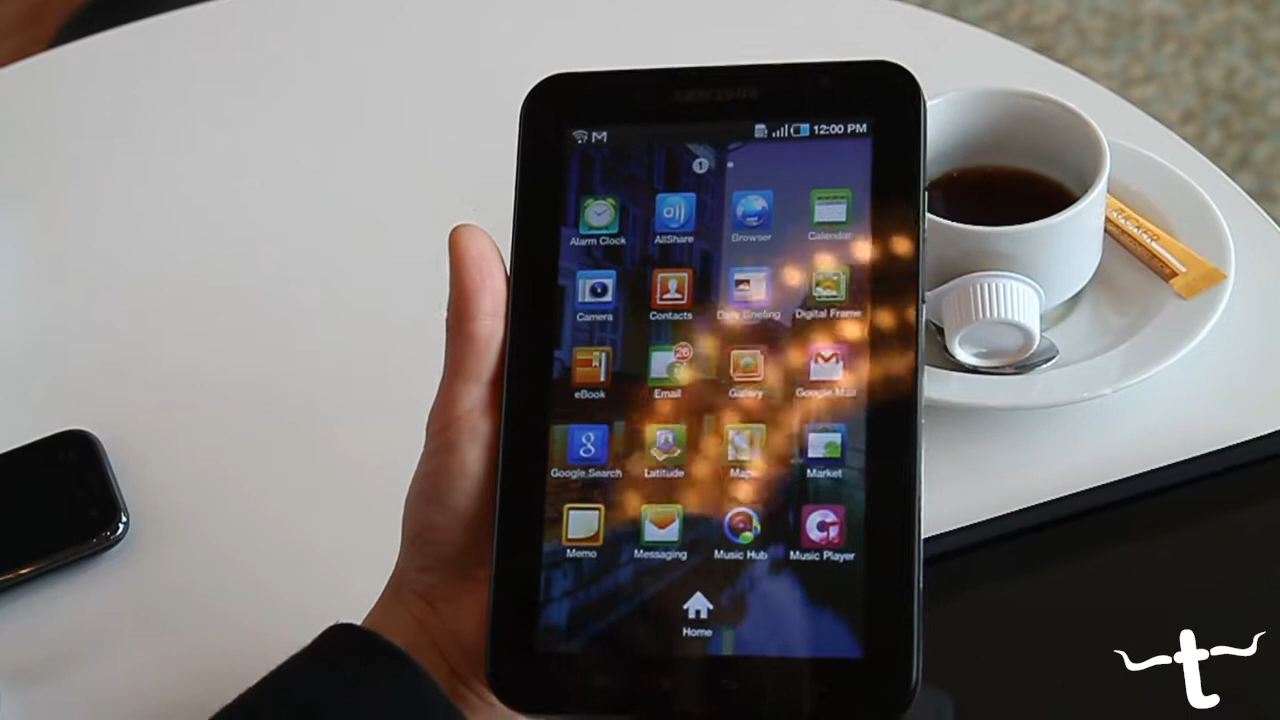 SAMSUNG
12:00 PM
1
Alarm Clock AllShare Browser Calendar
Camera Contacts Daily Briefing Digital Frame
26
eBook Email Gallery Google Mail
Google Search Latitude Maps Market
Memo Messaging Music Hub Music Player
Home
t